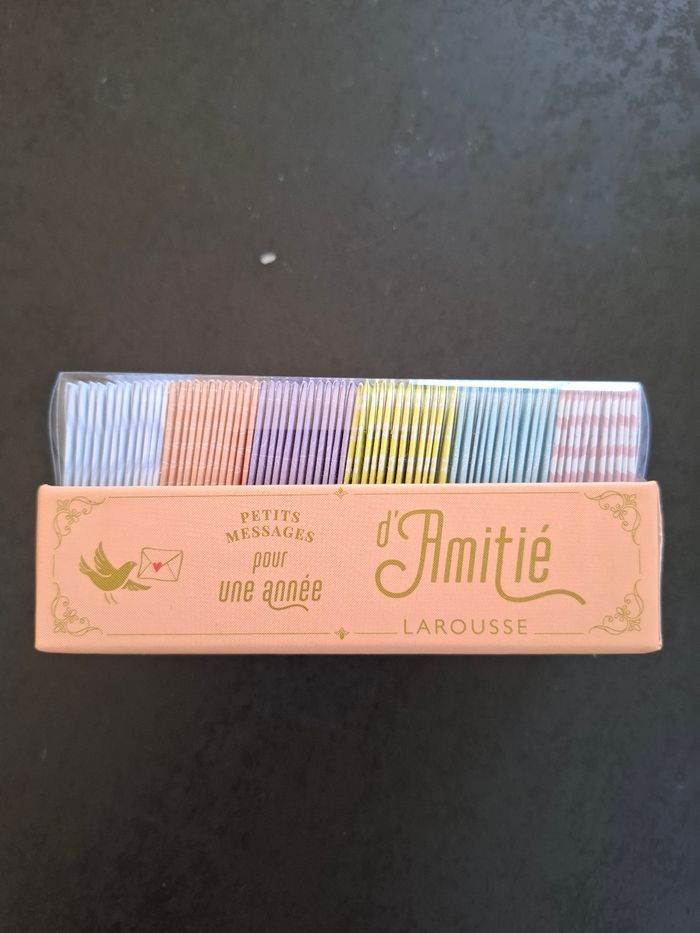 PETITS
MESSAGES
pour
une année
d'Amitié
LAROUSSE